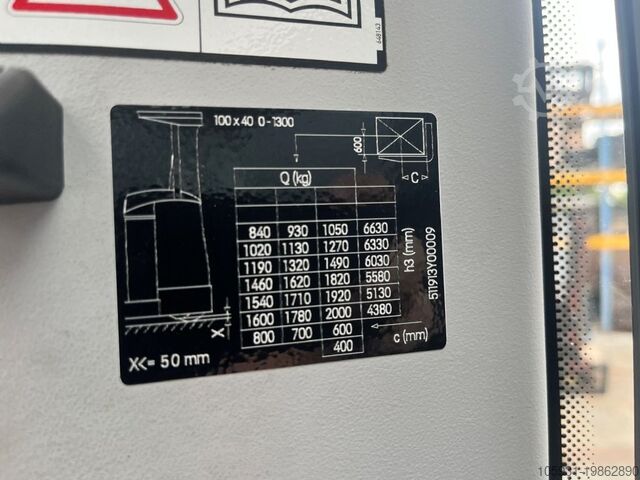 648143
100 x 40 0-1300
600
C
Q (kg)
840 930 1050 6630
1020 1130 1270 6330
1190 1320 1490 6030
1460 1620 1820 5580
1540 1710 1920 5130
1600 1780 2000 4380
800 700 600
400
h3 (mm)
c (mm)
511913Y00009
X
X<= 50 mm